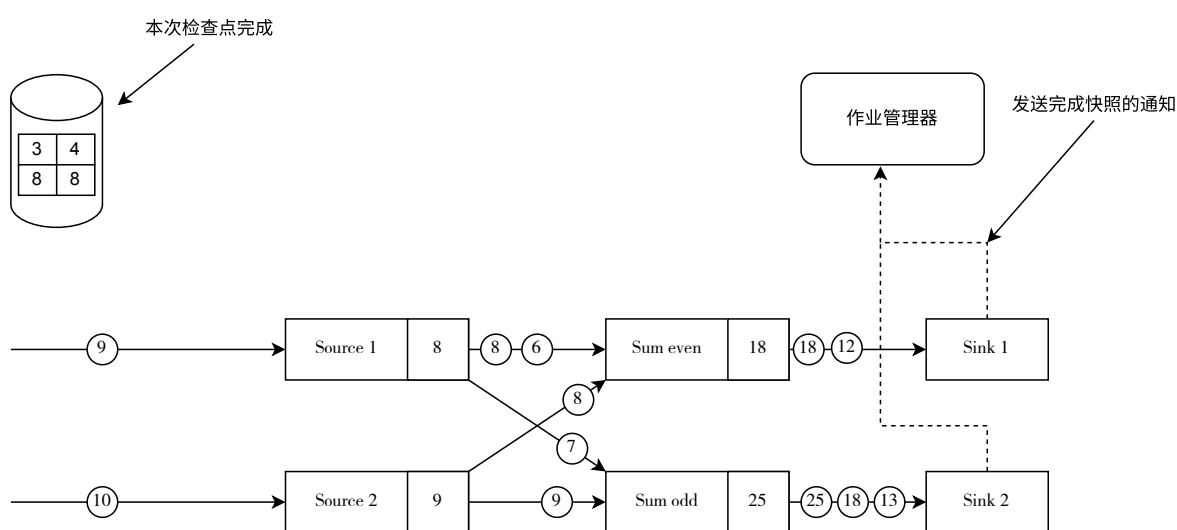 本次检查点完成
3 4
8 8
作业管理器
发送完成快照的通知
9 Source 1 8 8 6 Sum even 18 18 12 Sink 1
8
7
10 Source 2 9 9 Sum odd 25 25 18 13 Sink 2